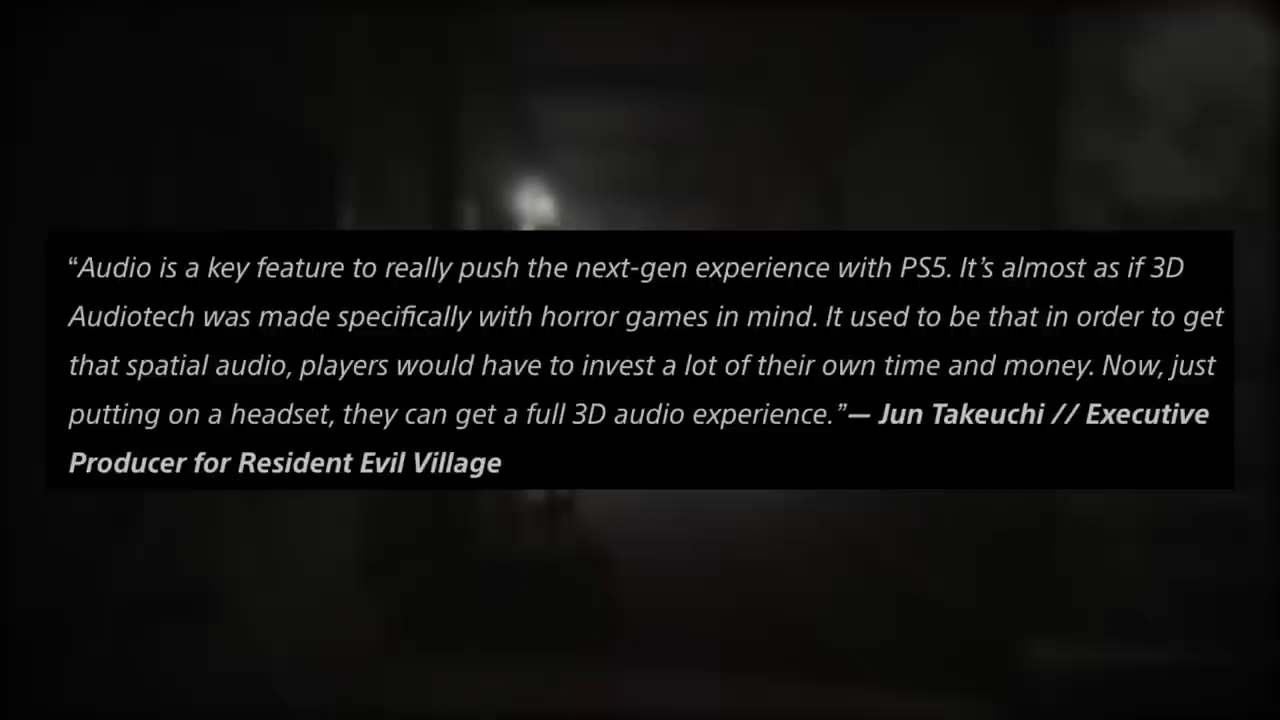 “Audio is a key feature to really push the next-gen experience with PS5. It’s almost as if 3D
Audiotech was made specifically with horror games in mind. It used to be that in order to get
that spatial audio, players would have to invest a lot of their own time and money. Now, just
putting on a headset, they can get a full 3D audio experience.”— Jun Takeuchi // Executive
Producer for Resident Evil Village